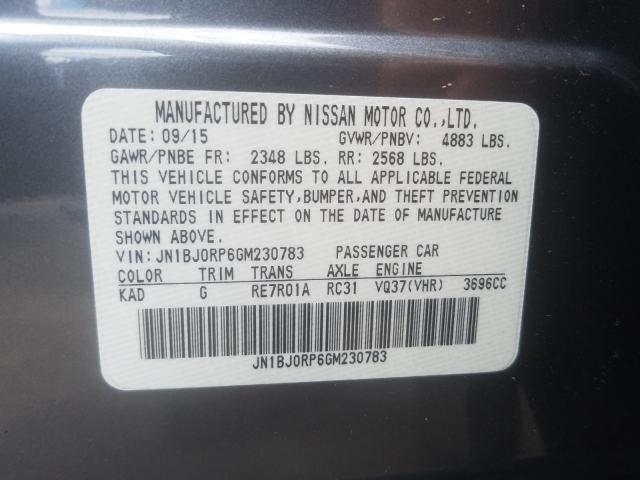 MANUFACTURED BY NISSAN MOTOR CO.,LTD.
DATE: 09/15 GVWR/PNBV: 4883 LBS.
GAWR/PNBE FR: 2348 LBS. RR: 2568 LBS.
THIS VEHICLE CONFORMS TO ALL APPLICABLE FEDERAL
MOTOR VEHICLE SAFETY,BUMPER,AND THEFT PREVENTION
STANDARDS IN EFFECT ON THE DATE OF MANUFACTURE
SHOWN ABOVE.
VIN: JN1BJ0RP6GM230783 PASSENGER CAR
COLOR TRIM TRANS AXLE ENGINE
KAD G RE7R01A RC31 VQ37(VHR) 3696CC
JN1BJ0RP6GM230783